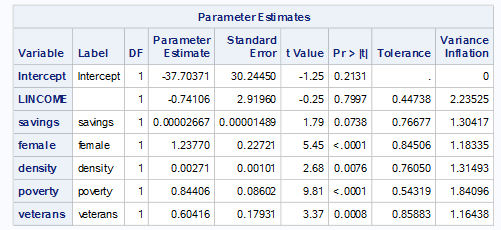 Parameter Estimates
Variable Label DF Parameter Estimate Standard Error t Value Pr > |t| Tolerance Variance Inflation
Intercept Intercept 1 -37.70371 30.24450 -1.25 0.2131 . 0
LINCOME 1 -0.74106 2.91960 -0.25 0.7997 0.44738 2.23525
savings savings 1 0.00002667 0.00001489 1.79 0.0738 0.76677 1.30417
female female 1 1.23770 0.22721 5.45 <.0001 0.84506 1.18335
density density 1 0.00271 0.00101 2.68 0.0076 0.76050 1.31493
poverty poverty 1 0.84406 0.08602 9.81 <.0001 0.54319 1.84096
veterans veterans 1 0.60416 0.17931 3.37 0.0008 0.85883 1.16438